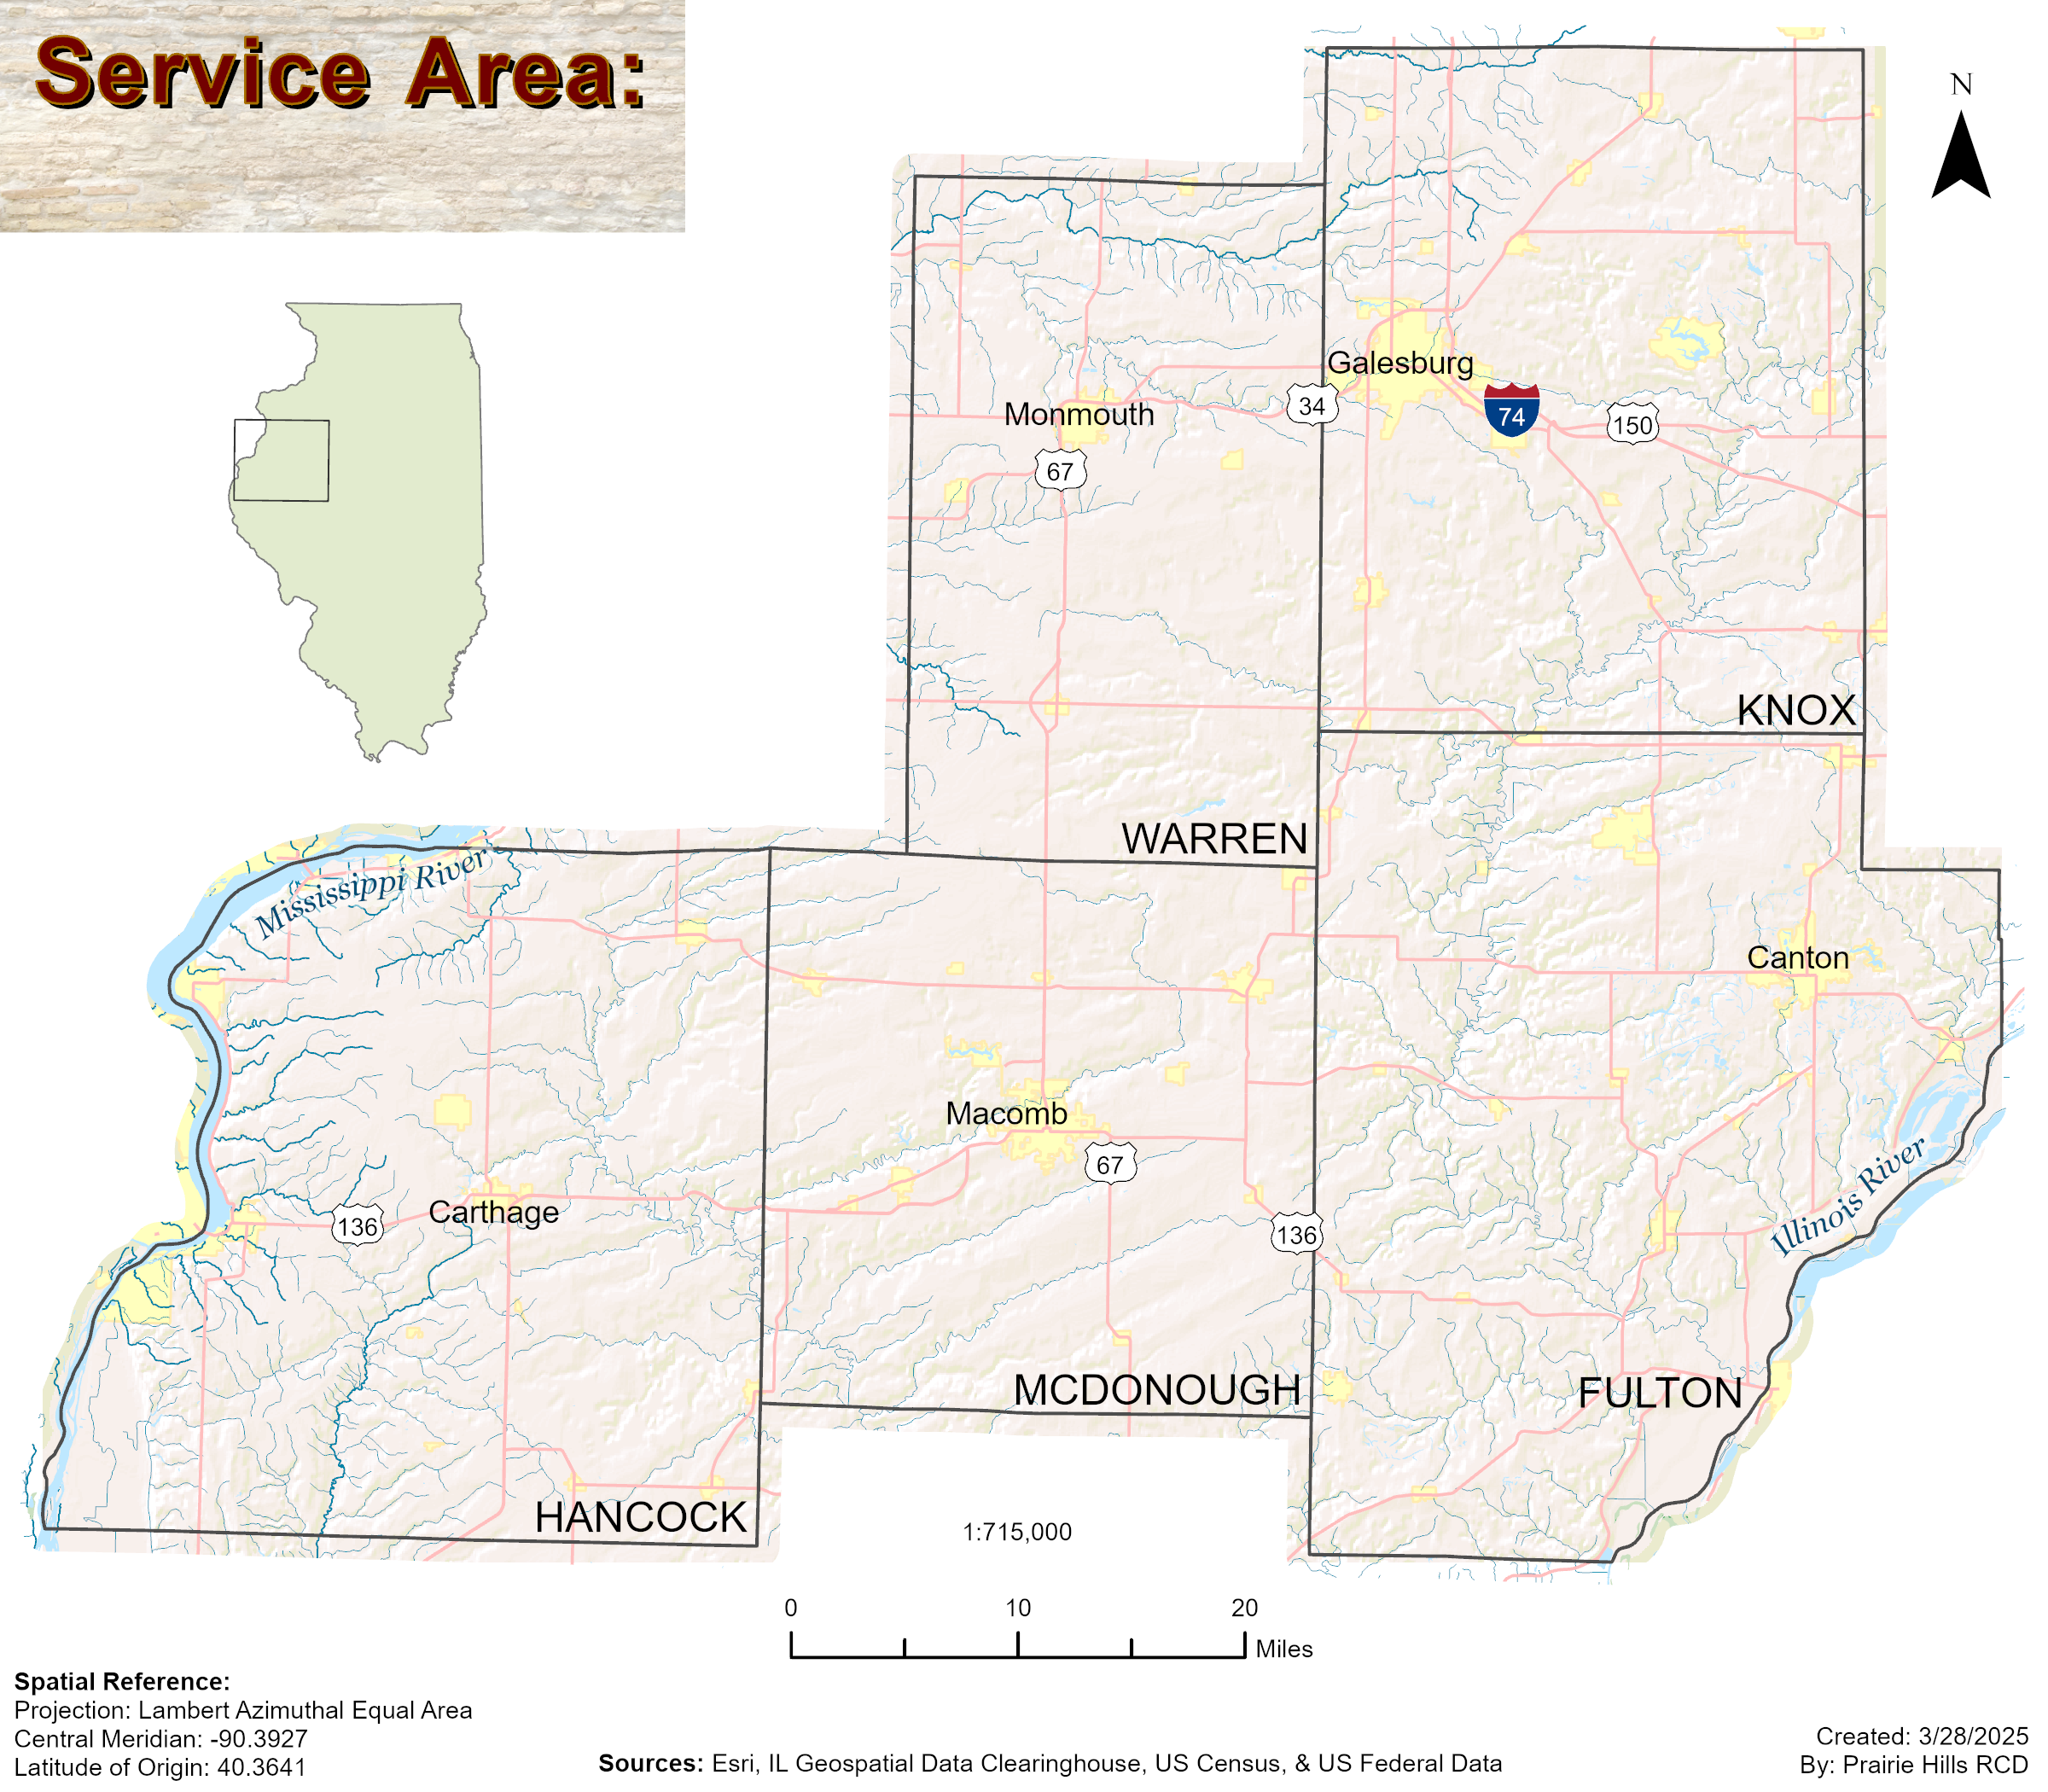 Service Area:
N
Galesburg
Monmouth
34
74
150
67
KNOX
WARREN
Mississippi River
Canton
Macomb
67
Illinois River
Carthage
136
136
MCDONOUGH
FULTON
HANCOCK
1:715,000
0 10 20
Miles
Spatial Reference:
Projection: Lambert Azimuthal Equal Area
Central Meridian: -90.3927
Latitude of Origin: 40.3641
Sources: Esri, IL Geospatial Data Clearinghouse, US Census, & US Federal Data
Created: 3/28/2025
By: Prairie Hills RCD